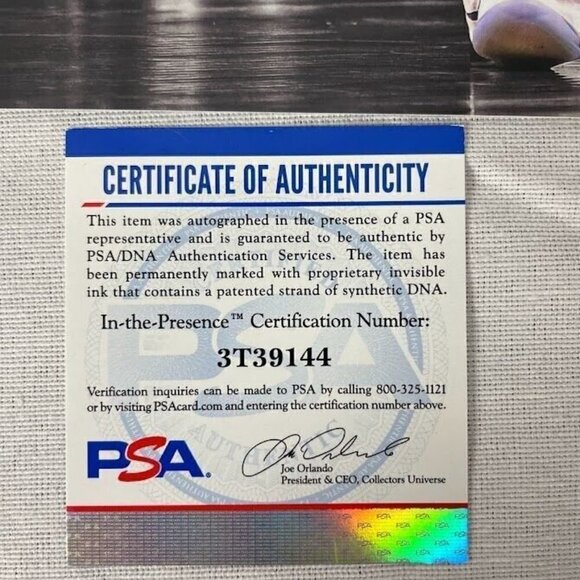 CERTIFICATE OF AUTHENTICITY
This item was autographed in the presence of a PSA
representative and is guaranteed to be authentic by
PSA/DNA Authentication Services. The item has
been permanently marked with proprietary invisible
ink that contains a patented strand of synthetic DNA.
In-the-Presence™ Certification Number:
3T39144
Verification inquiries can be made to PSA by calling 800-325-1121
or by visiting PSAcard.com and entering the certification number above.
PSA®
Joe Orlando
President & CEO, Collectors Universe